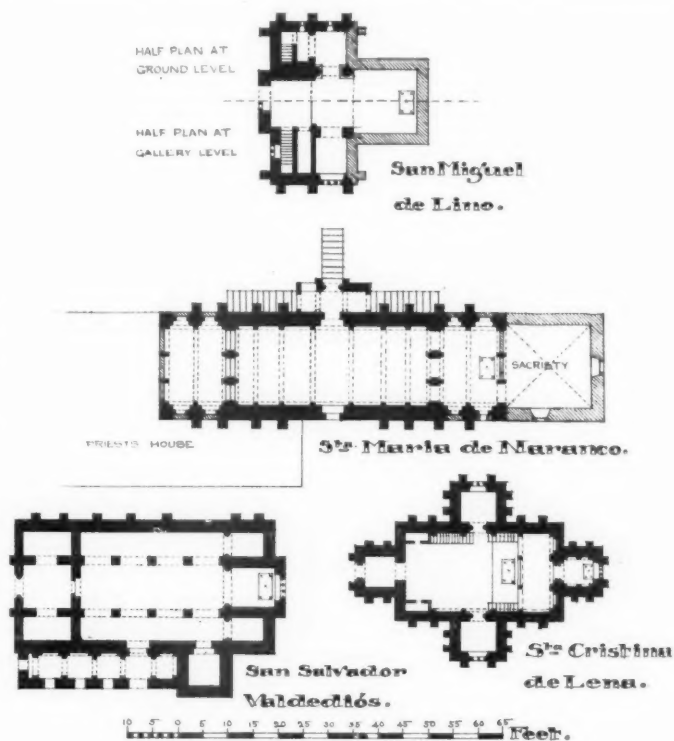 HALF PLAN AT
GROUND LEVEL
HALF PLAN AT
GALLERY LEVEL
San Miguel
de Lino.
SACRISTY
PRIESTS HOUSE
Sta. Maria de Naranco.
San Salvador
Valdediós.
Sta. Cristina
de Lena.
10 5 0 5 10 15 20 25 30 35 40 45 50 55 60 65 Feet.